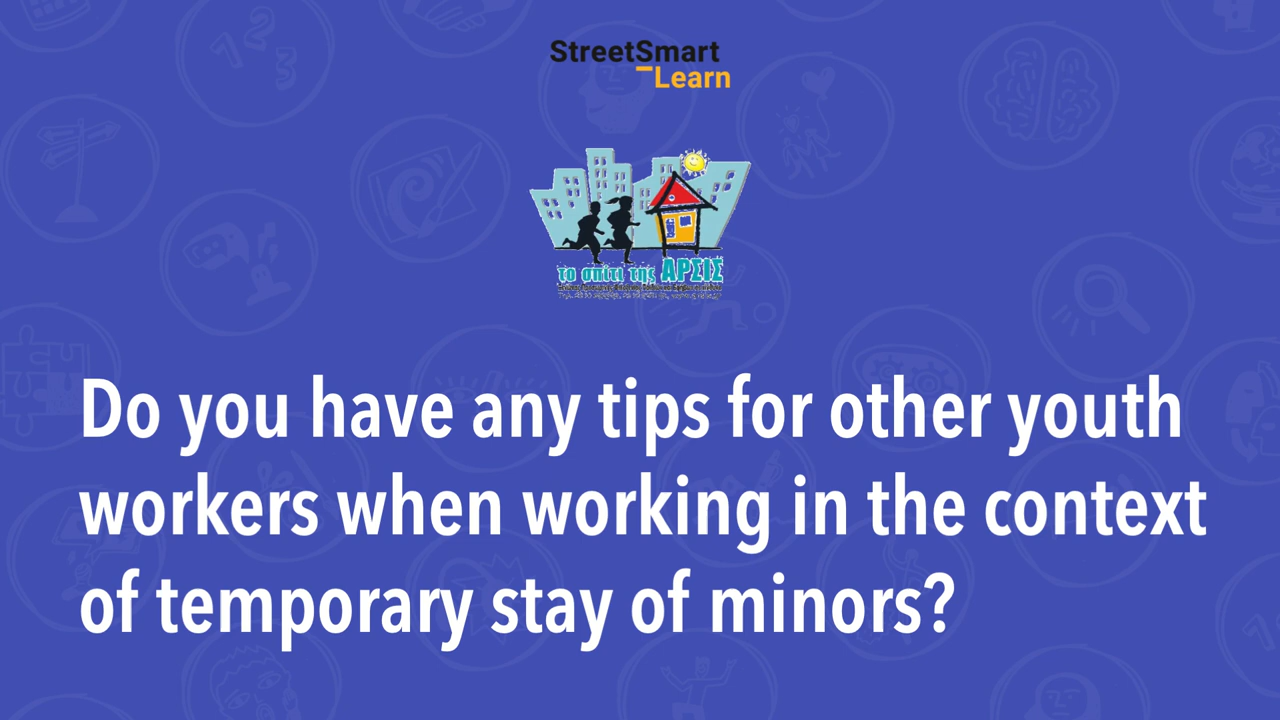 StreetSmart
Learn
το σπίτι της ΑΡΣΙΣ
Do you have any tips for other youth
workers when working in the context
of temporary stay of minors?